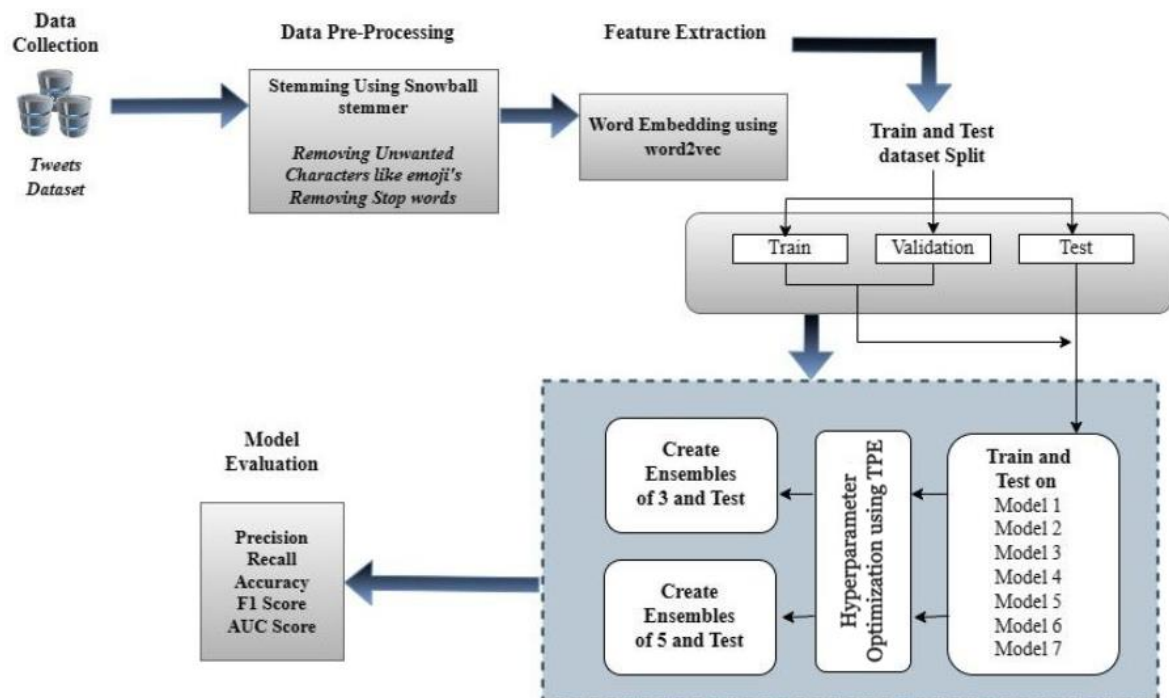 Data
Collection
Tweets
Dataset
Data Pre-Processing
Stemming Using Snowball
stemmer
Removing Unwanted
Characters like emoji's
Removing Stop words
Feature Extraction
Word Embedding using
word2vec
Train and Test
dataset Split
Train
Validation
Test
Train and
Test on
Model 1
Model 2
Model 3
Model 4
Model 5
Model 6
Model 7
Hyperparameter
Optimization using TPE
Create
Ensembles
of 3 and Test
Create
Ensembles
of 5 and Test
Model
Evaluation
Precision
Recall
Accuracy
F1 Score
AUC Score